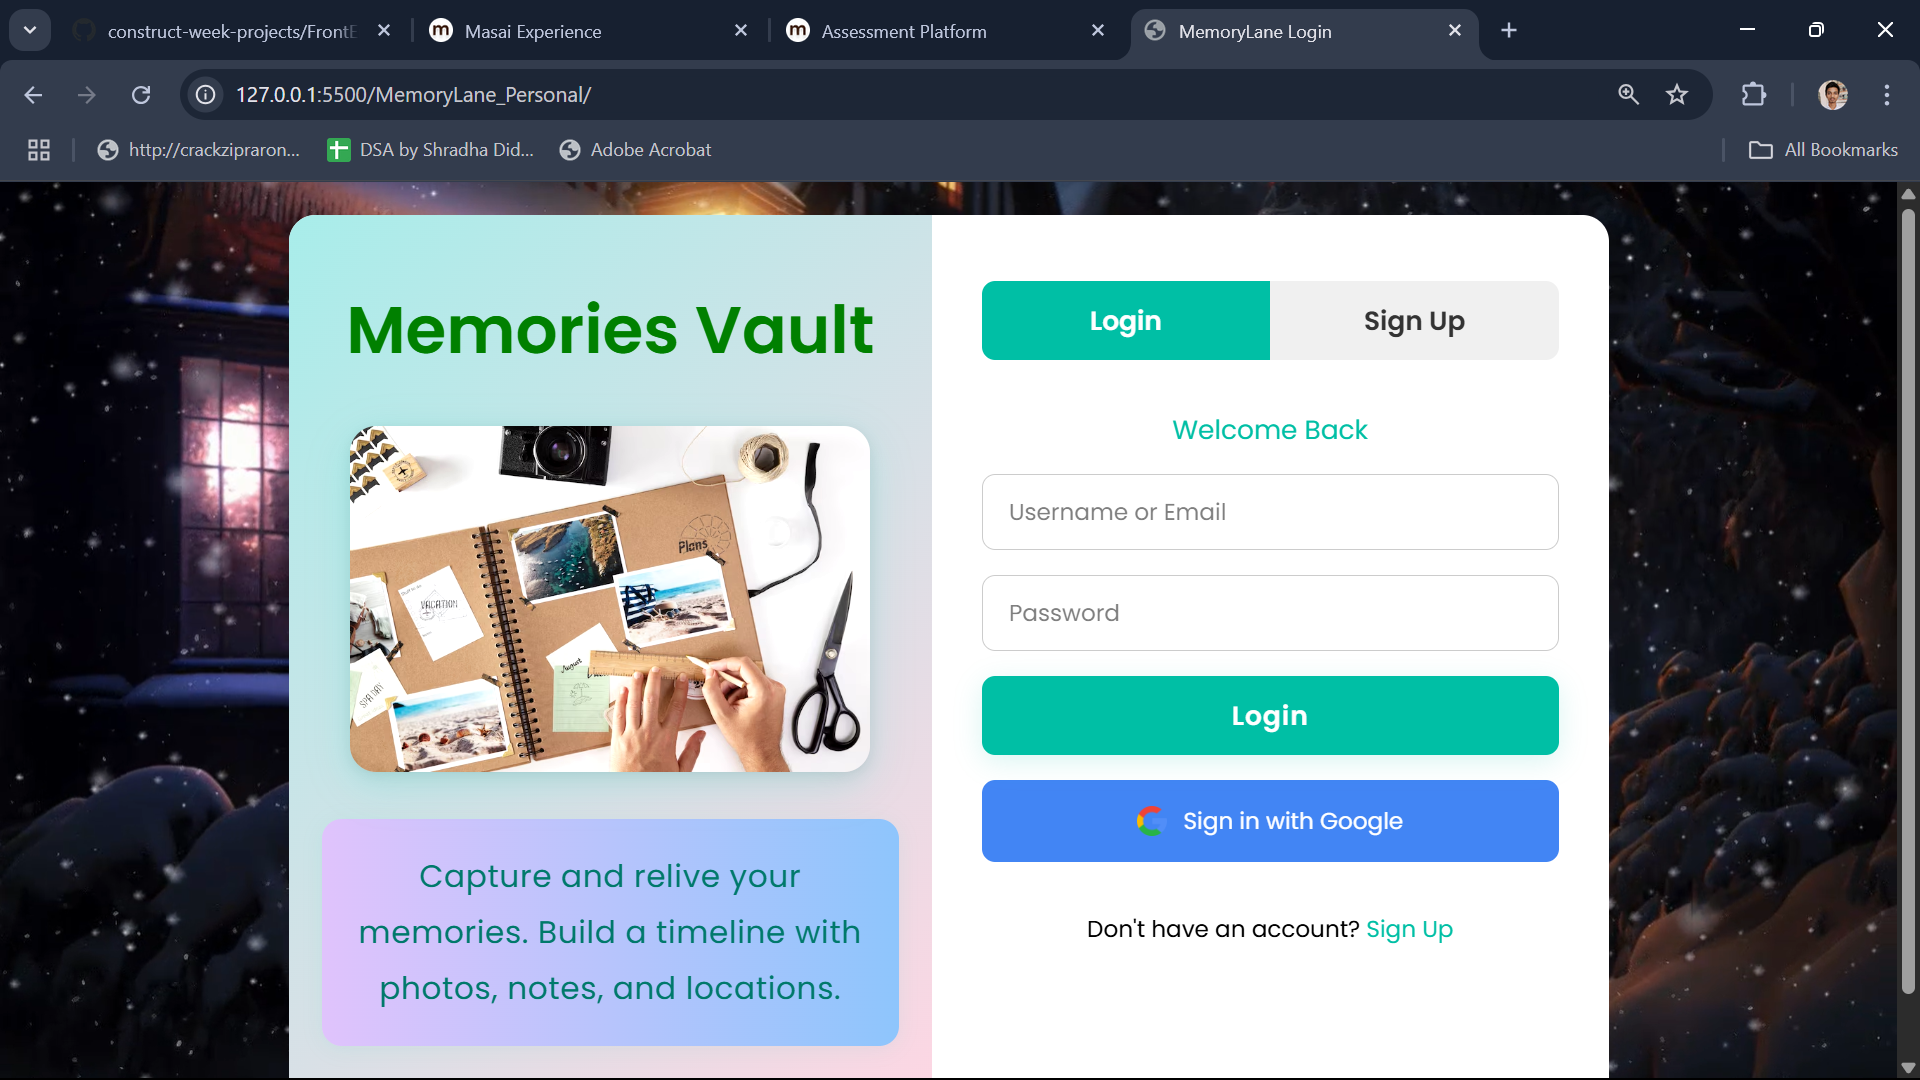 construct-week-projects/FrontE
Masai Experience
Assessment Platform
MemoryLane Login
127.0.0.1:5500/MemoryLane_Personal/
http://crackzipraron...
DSA by Shradha Did...
Adobe Acrobat
All Bookmarks
Memories Vault
Plans
VACATION
August
SPA DAY
Capture and relive your
memories. Build a timeline with
photos, notes, and locations.
Login
Sign Up
Welcome Back
Username or Email
Password
Login
Sign in with Google
Don't have an account? Sign Up